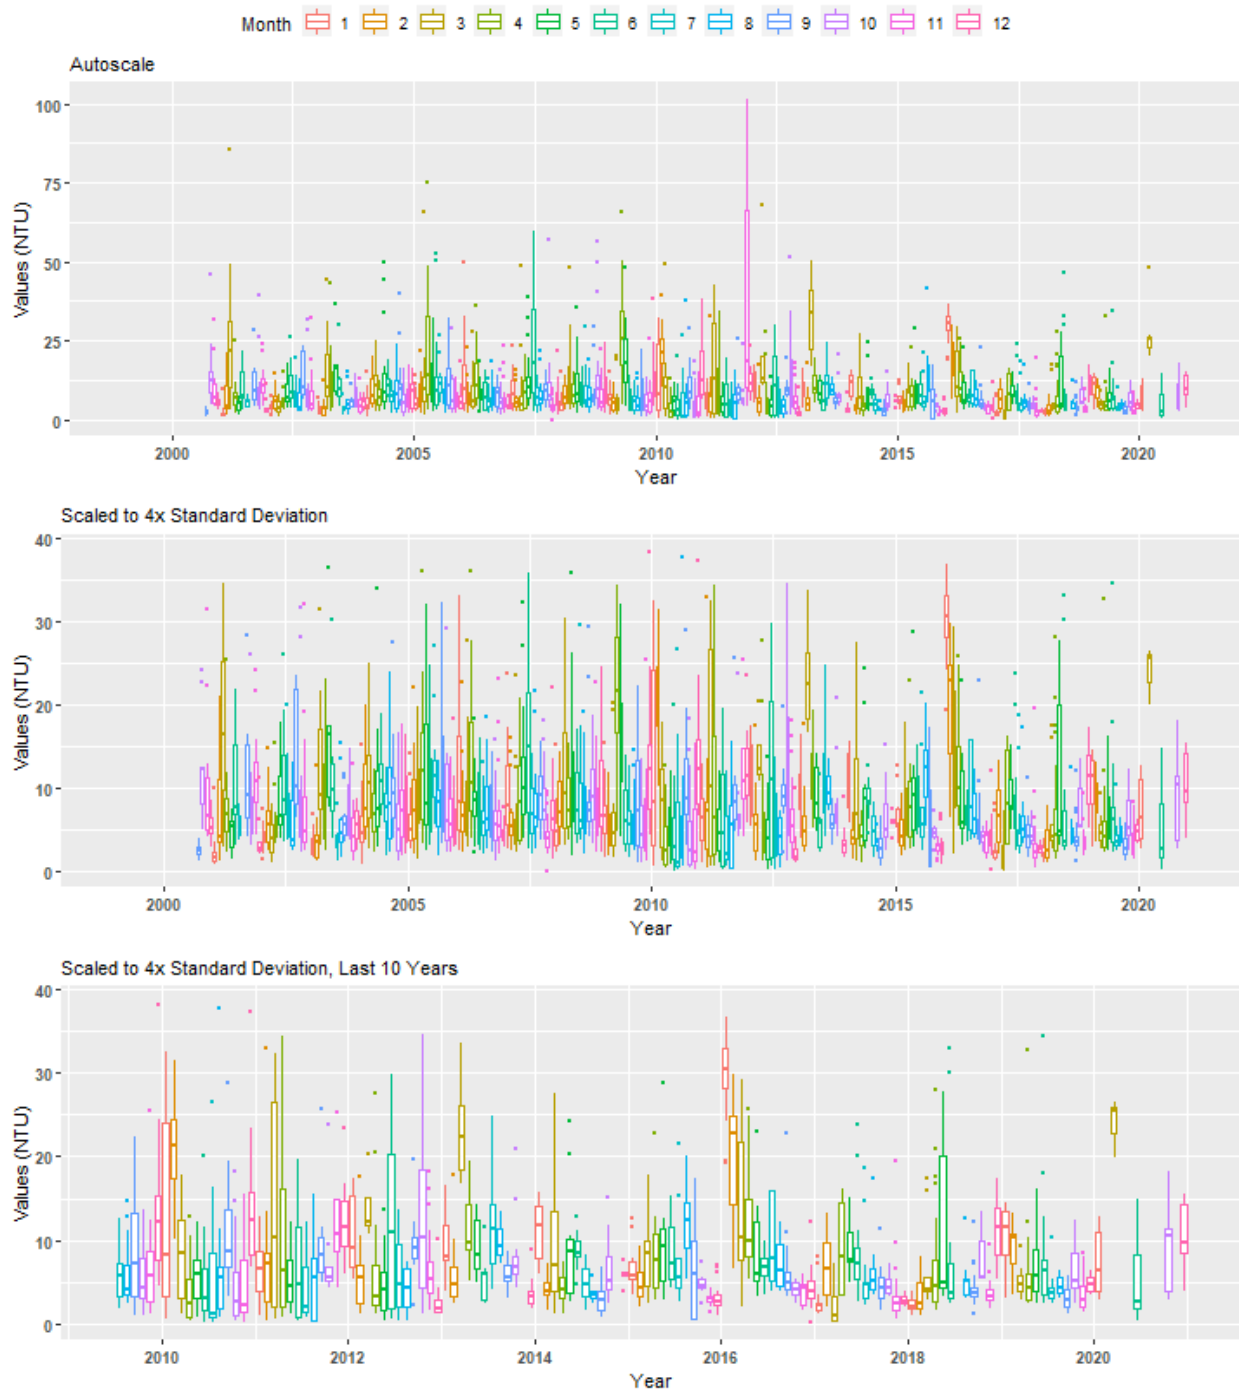 Month 1 2 3 4 5 6 7 8 9 10 11 12
Autoscale
100
75
50
25
0
Values (NTU)
2000 2005 2010 2015 2020
Year
Scaled to 4x Standard Deviation
40
30
20
10
0
Values (NTU)
2000 2005 2010 2015 2020
Year
Scaled to 4x Standard Deviation, Last 10 Years
40
30
20
10
0
Values (NTU)
2010 2012 2014 2016 2018 2020
Year